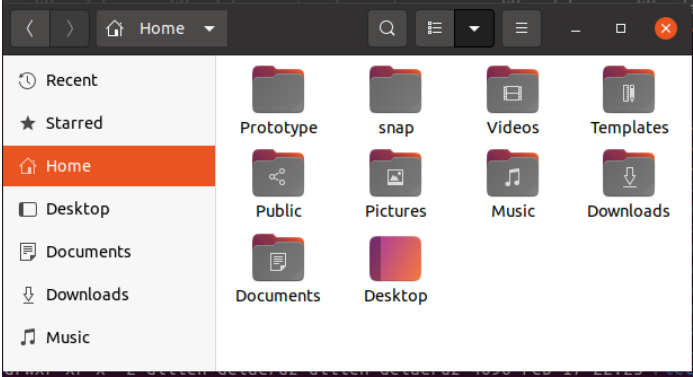 Home
Recent
Starred
Home
Desktop
Documents
Downloads
Music
Prototype snap Videos Templates
Public Pictures Music Downloads
Documents Desktop